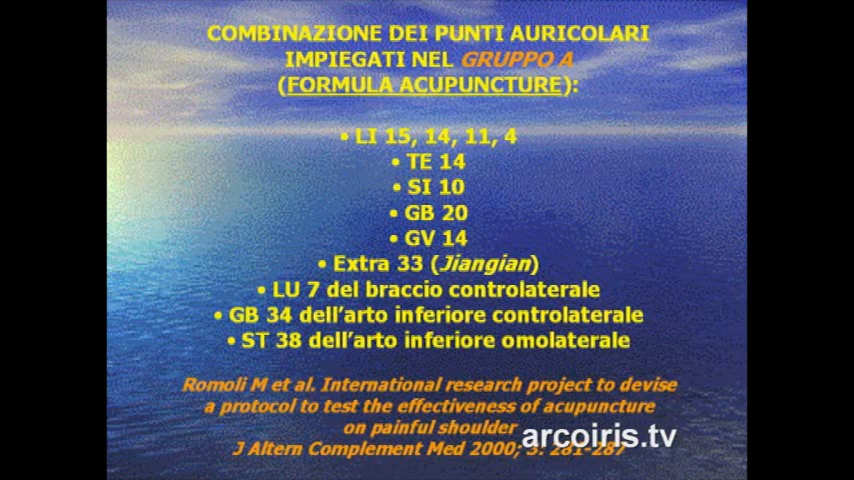 COMBINAZIONE DEI PUNTI AURICOLARI
IMPIEGATI NEL GRUPPO A
(FORMULA ACUPUNCTURE):
• LI 15, 14, 11, 4
• TE 14
• SI 10
• GB 20
• GV 14
• Extra 33 (Jiangian)
• LU 7 del braccio controlaterale
• GB 34 dell'arto inferiore controlaterale
• ST 38 dell'arto inferiore omolaterale
Romoli M et al. International research project to devise
a protocol to test the effectiveness of acupuncture
on painful shoulder
J Altern Complement Med 2000; 3: 281-287
arcoiris.tv